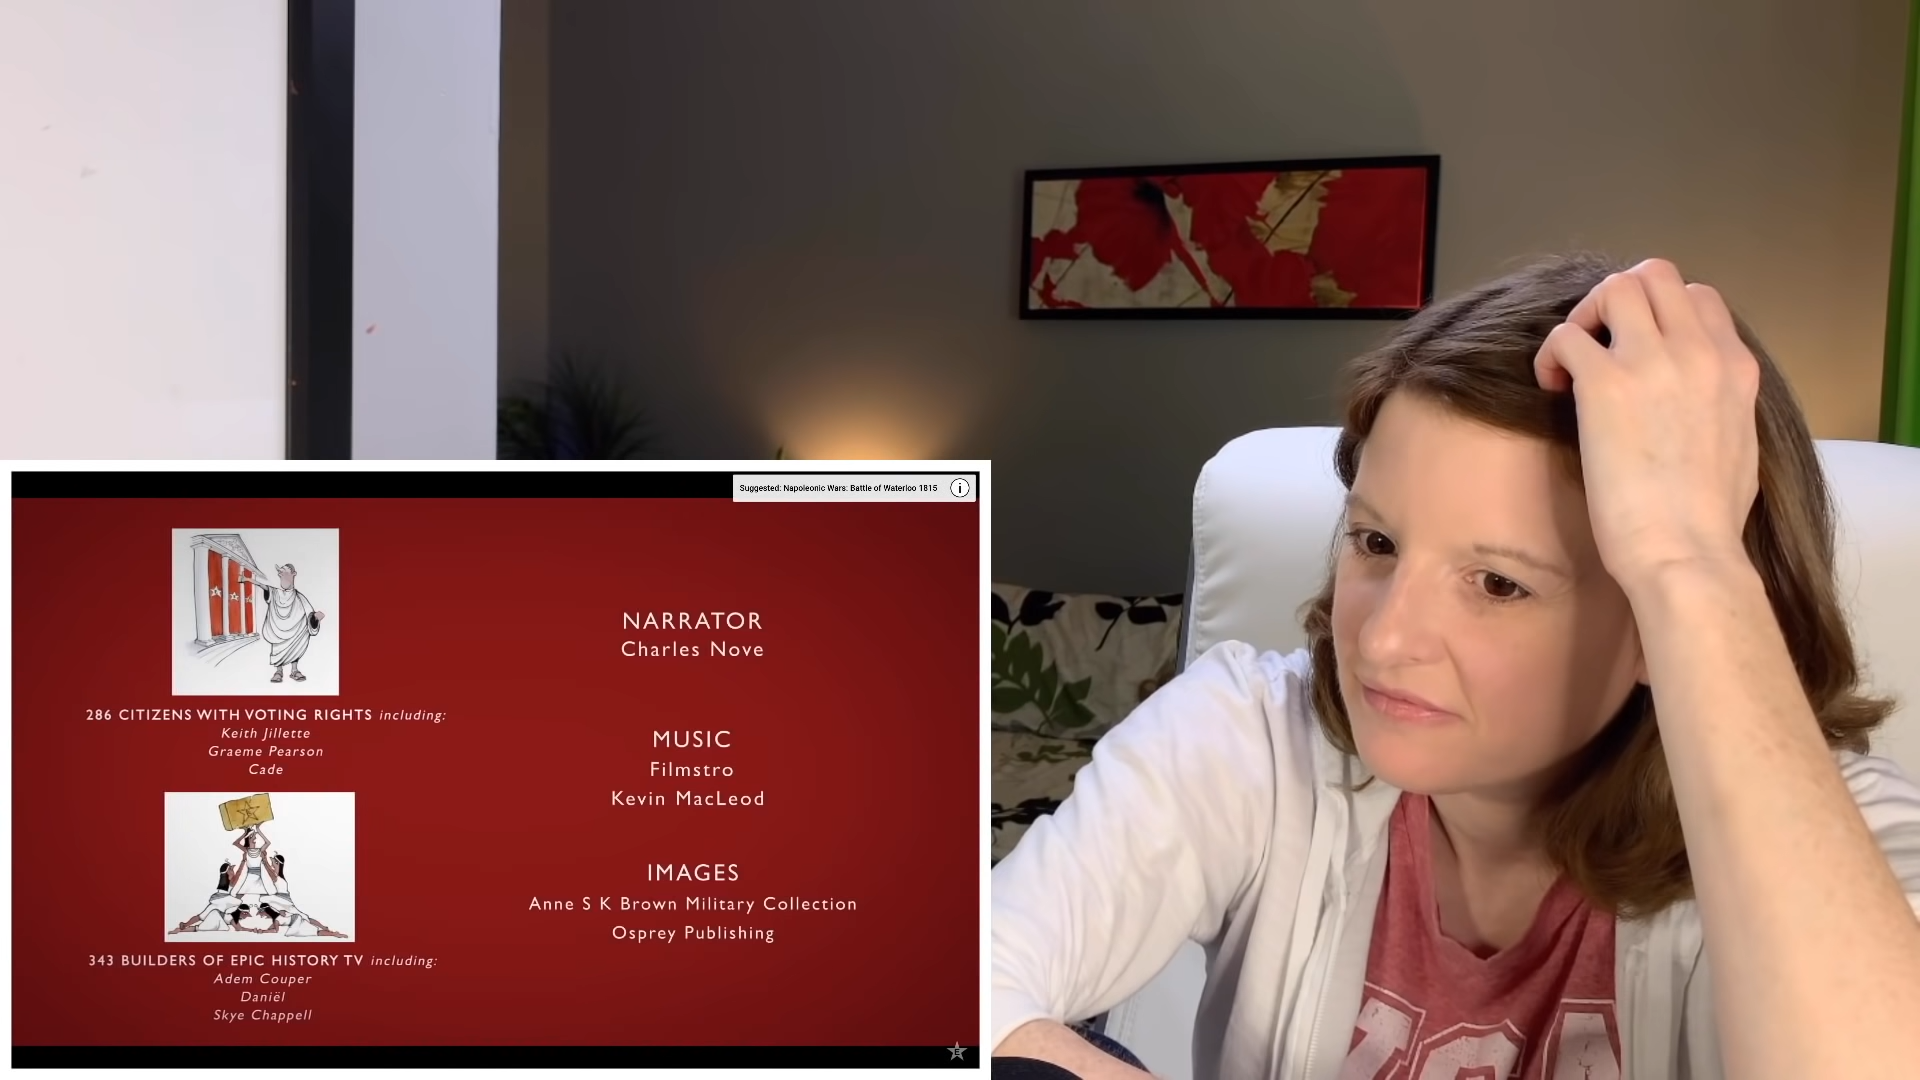 Suggested: Napoleonic Wars: Battle of Waterloo 1815
286 CITIZENS WITH VOTING RIGHTS including:
Keith Jillette
Graeme Pearson
Cade
343 BUILDERS OF EPIC HISTORY TV including:
Adem Couper
Daniël
Skye Chappell
NARRATOR
Charles Nove
MUSIC
Filmstro
Kevin MacLeod
IMAGES
Anne S K Brown Military Collection
Osprey Publishing